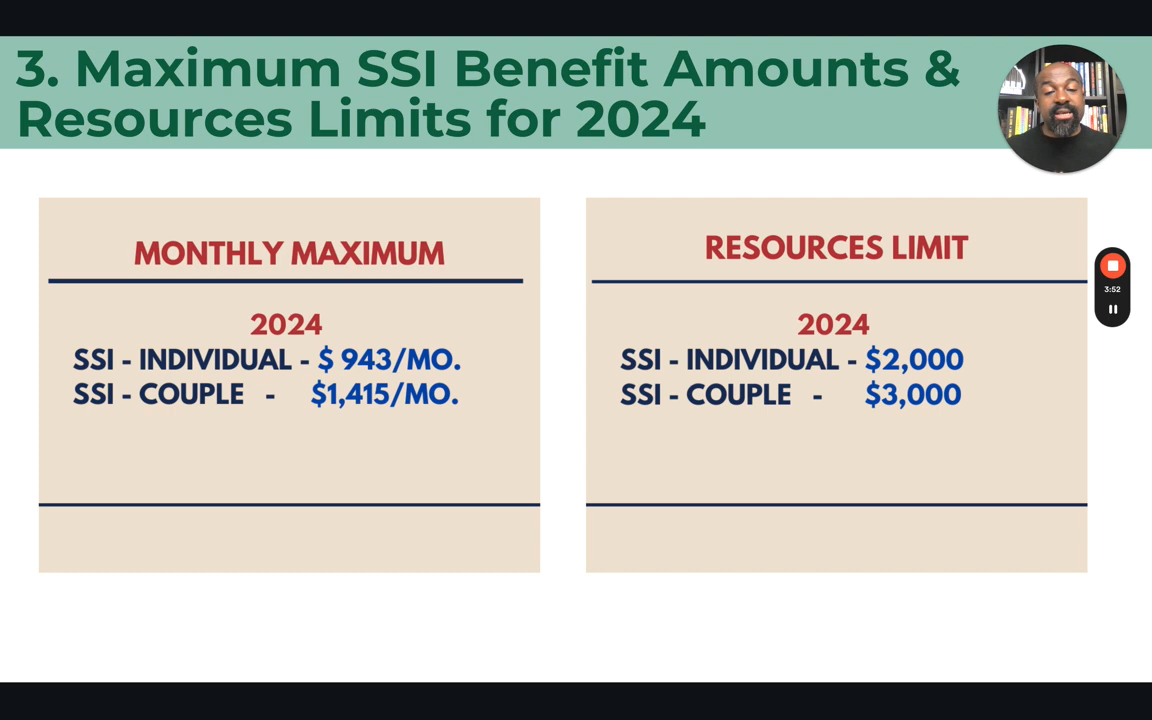 3. Maximum SSI Benefit Amounts &
Resources Limits for 2024
MONTHLY MAXIMUM
2024
SSI - INDIVIDUAL - $ 943/MO.
SSI - COUPLE - $1,415/MO.
RESOURCES LIMIT
2024
SSI - INDIVIDUAL - $2,000
SSI - COUPLE - $3,000
3:52